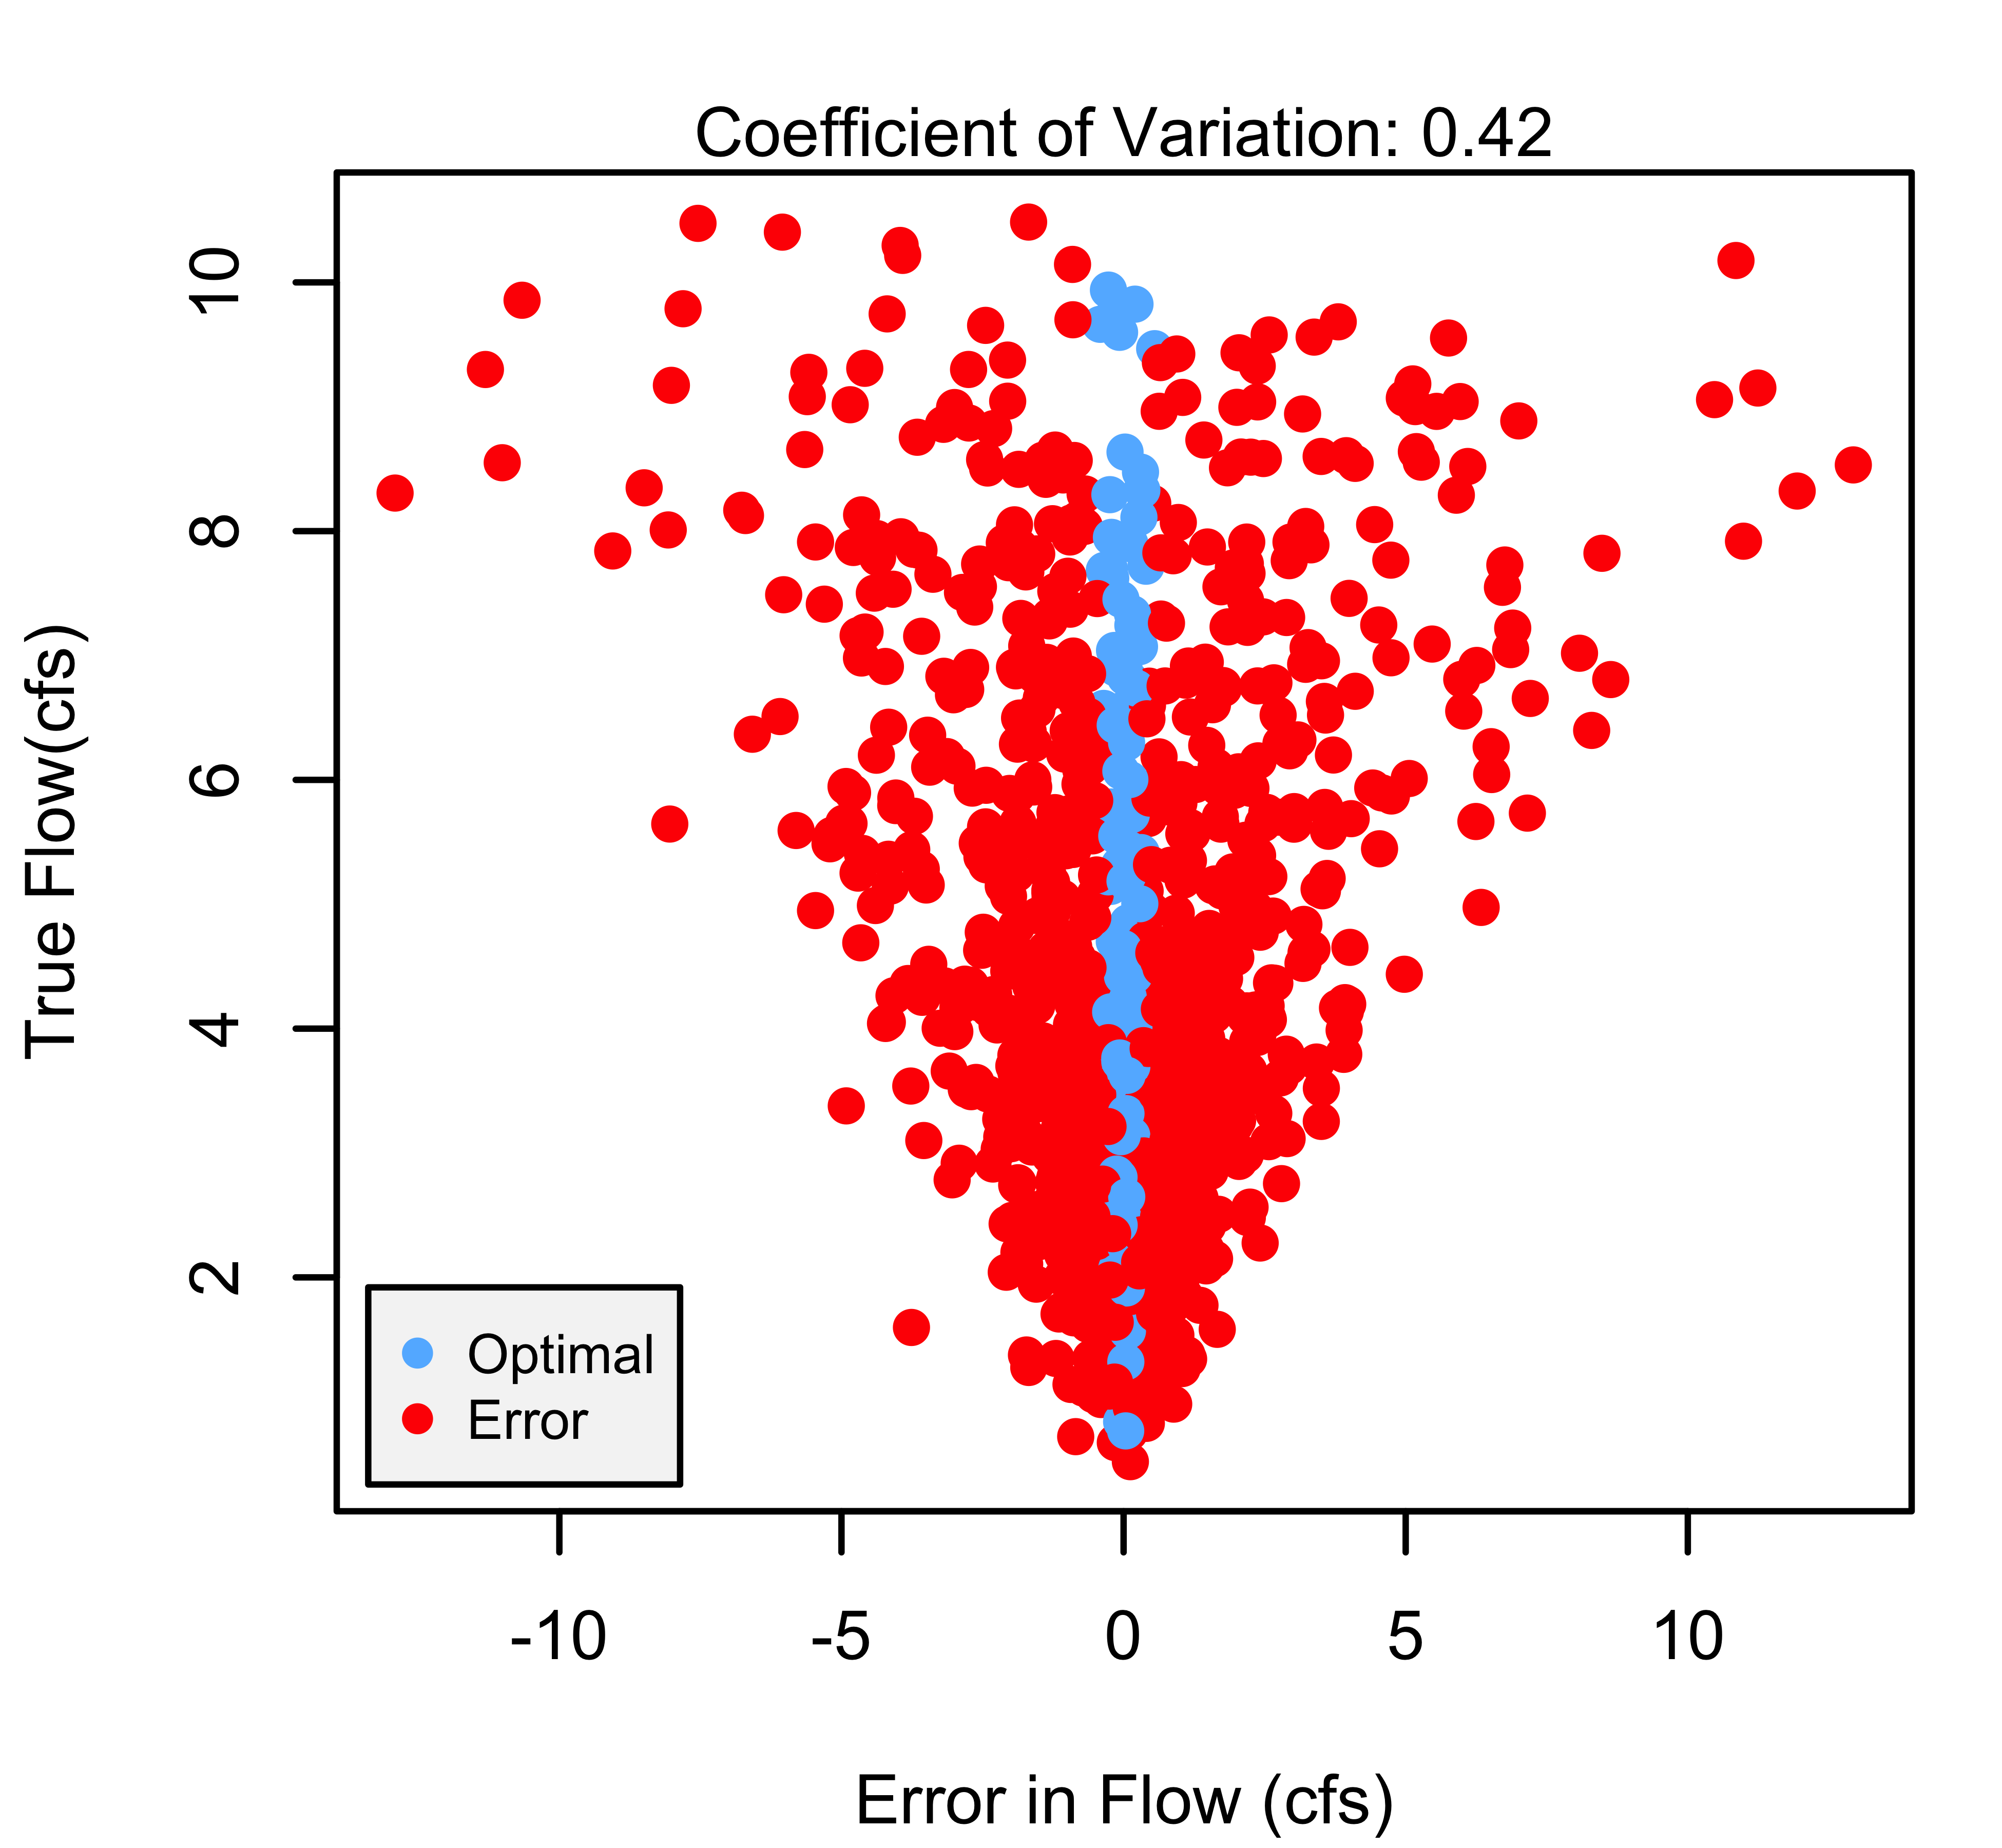 Coefficient of Variation: 0.42
True Flow(cfs)
10
8
6
4
2
Optimal
Error
-10 -5 0 5 10
Error in Flow (cfs)